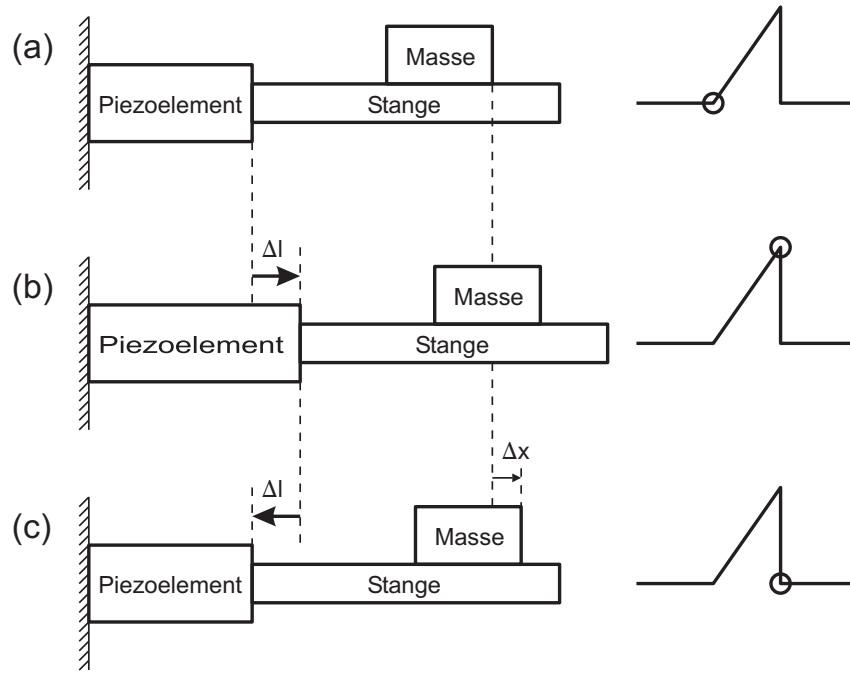 (a)
Masse
Piezoelement
Stange
Δl
(b)
Masse
Piezoelement
Stange
Δx
Δl
(c)
Masse
Piezoelement
Stange